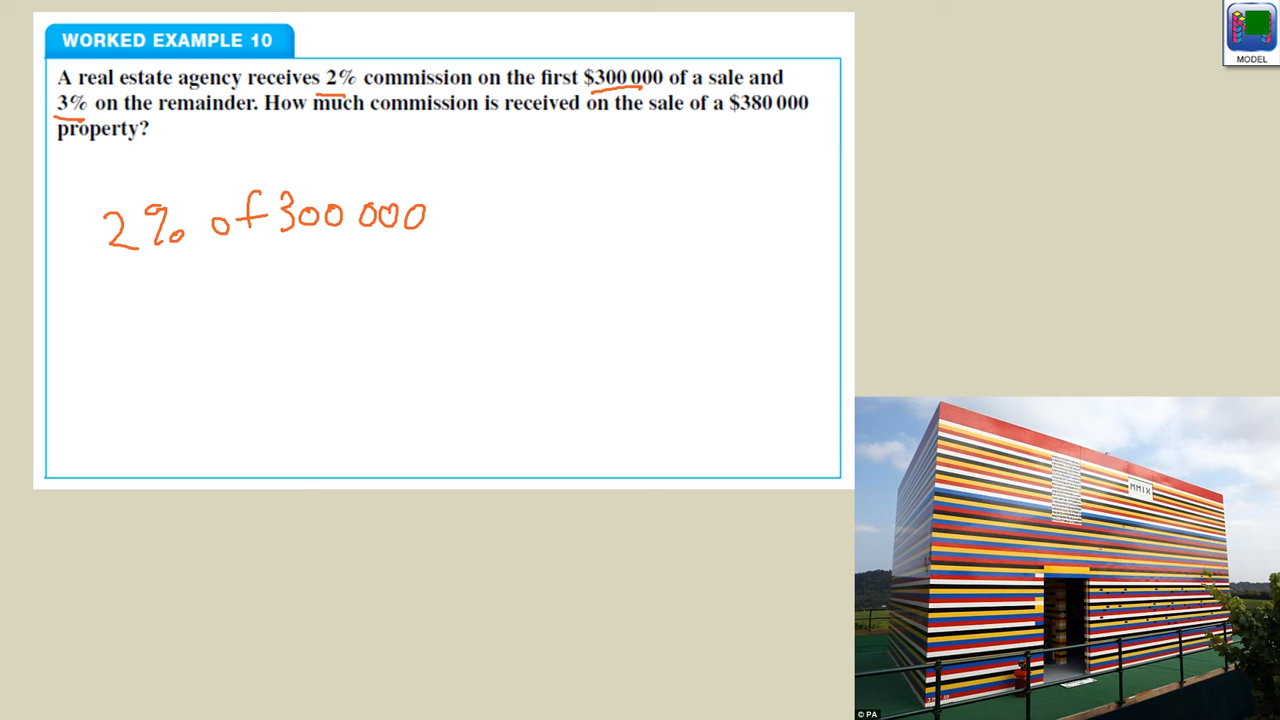 MODEL
WORKED EXAMPLE 10
A real estate agency receives 2% commission on the first $300 000 of a sale and
3% on the remainder. How much commission is received on the sale of a $380 000
property?
2% of 300 000
MMIX
© PA